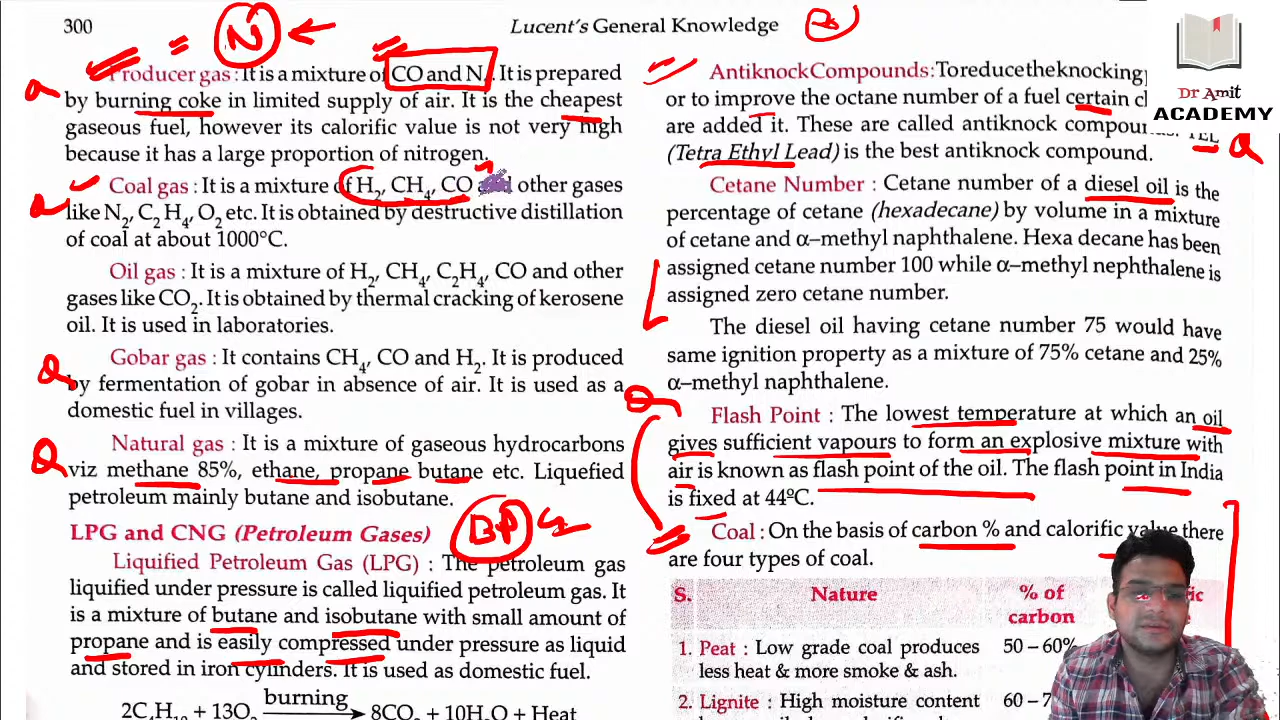 300
Lucent's General Knowledge
N
Producer gas : It is a mixture of CO and N₂. It is prepared
by burning coke in limited supply of air. It is the cheapest
gaseous fuel, however its calorific value is not very high
because it has a large proportion of nitrogen.
Coal gas : It is a mixture of H₂, CH₄, CO and other gases
like N₂, C₂H₄, O₂ etc. It is obtained by destructive distillation
of coal at about 1000°C.
Oil gas : It is a mixture of H₂, CH₄, C₂H₄, CO and other
gases like CO₂. It is obtained by thermal cracking of kerosene
oil. It is used in laboratories.
Gobar gas : It contains CH₄, CO and H₂. It is produced
by fermentation of gobar in absence of air. It is used as a
domestic fuel in villages.
Natural gas : It is a mixture of gaseous hydrocarbons
viz methane 85%, ethane, propane butane etc. Liquefied
petroleum mainly butane and isobutane.
LPG and CNG (Petroleum Gases)
BP
Liquified Petroleum Gas (LPG) : The petroleum gas
liquified under pressure is called liquified petroleum gas. It
is a mixture of butane and isobutane with small amount of
propane and is easily compressed under pressure as liquid
and stored in iron cylinders. It is used as domestic fuel.
burning
2C₄H₁₀ + 13O₂ → 8CO₂ + 10H₂O + Heat
Antiknock Compounds: To reduce the knocking
or to improve the octane number of a fuel certain
are added it. These are called antiknock TEL
(Tetra Ethyl Lead) is the best antiknock compound.
Cetane Number : Cetane number of a diesel oil is the
percentage of cetane (hexadecane) by volume in a mixture
of cetane and α–methyl naphthalene. Hexa decane has been
assigned cetane number 100 while α–methyl nephthalene is
assigned zero cetane number.
The diesel oil having cetane number 75 would have
same ignition property as a mixture of 75% cetane and 25%
α–methyl naphthalene.
Flash Point : The lowest temperature at which an oil
gives sufficient vapours to form an explosive mixture with
air is known as flash point of the oil. The flash point in India
is fixed at 44ºC.
Coal : On the basis of carbon % and calorific value there
are four types of coal.
S. Nature % of
carbon
1. Peat : Low grade coal produces 50 – 60%
less heat & more smoke & ash.
2. Lignite : High moisture content 60 –
Dr Amit
ACADEMY